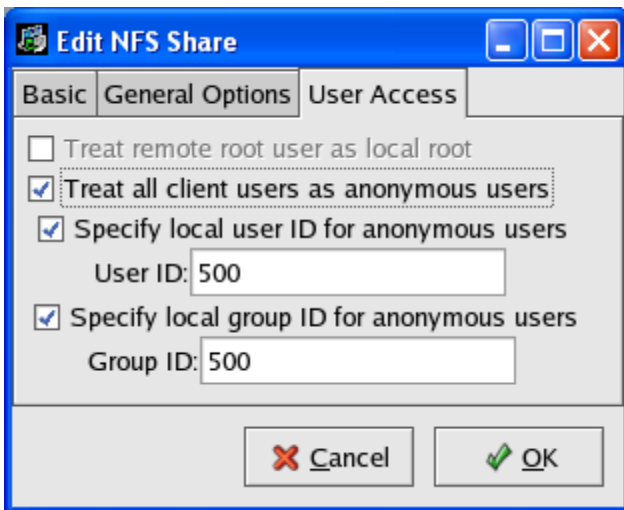 Edit NFS Share
Basic General Options User Access
Treat remote root user as local root
Treat all client users as anonymous users
Specify local user ID for anonymous users
User ID: 500
Specify local group ID for anonymous users
Group ID: 500
Cancel OK